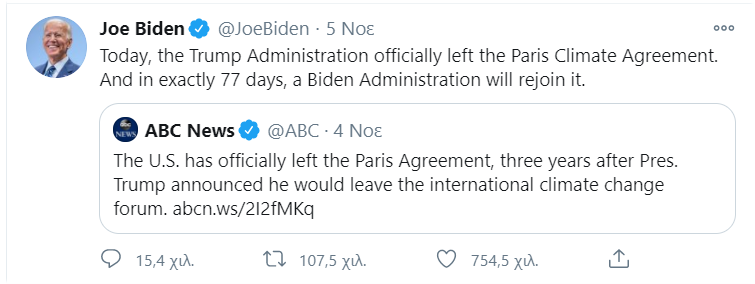 Joe Biden @JoeBiden · 5 Νοε
Today, the Trump Administration officially left the Paris Climate Agreement.
And in exactly 77 days, a Biden Administration will rejoin it.
abc NEWS ABC News @ABC · 4 Νοε
The U.S. has officially left the Paris Agreement, three years after Pres.
Trump announced he would leave the international climate change
forum. abcn.ws/2I2fMKq
15,4 χιλ. 107,5 χιλ. 754,5 χιλ.